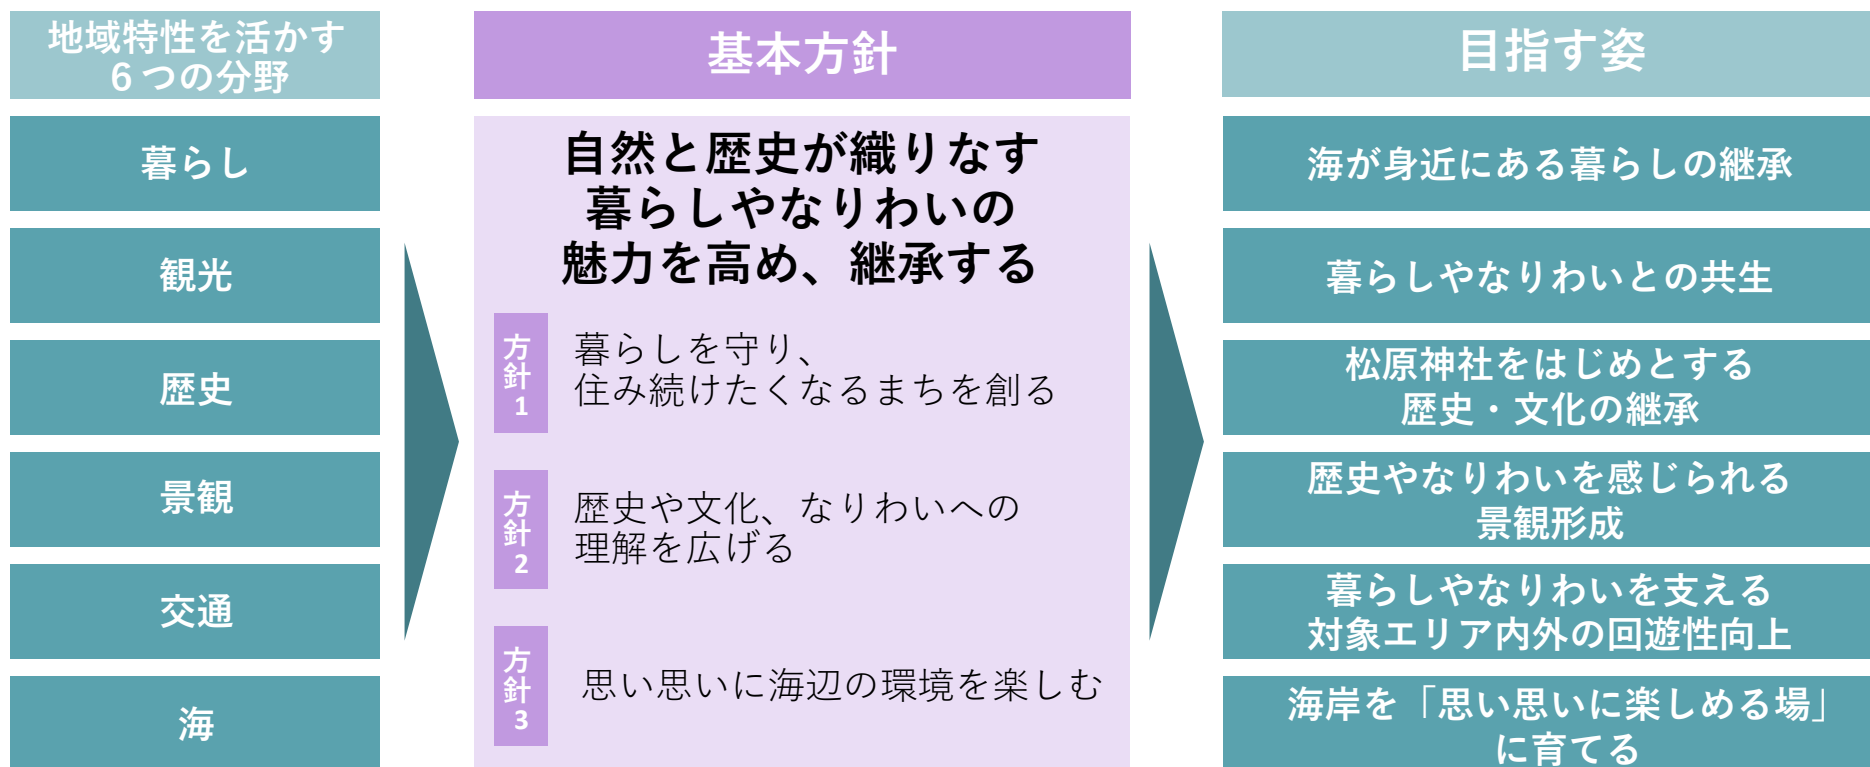 地域特性を活かす
６つの分野
暮らし
観光
歴史
景観
交通
海
基本方針
自然と歴史が織りなす
暮らしやなりわいの
魅力を高め、継承する
方針1
暮らしを守り、
住み続けたくなるまちを創る
方針2
歴史や文化、なりわいへの
理解を広げる
方針3
思い思いに海辺の環境を楽しむ
目指す姿
海が身近にある暮らしの継承
暮らしやなりわいとの共生
松原神社をはじめとする
歴史・文化の継承
歴史やなりわいを感じられる
景観形成
暮らしやなりわいを支える
対象エリア内外の回遊性向上
海岸を「思い思いに楽しめる場」
に育てる